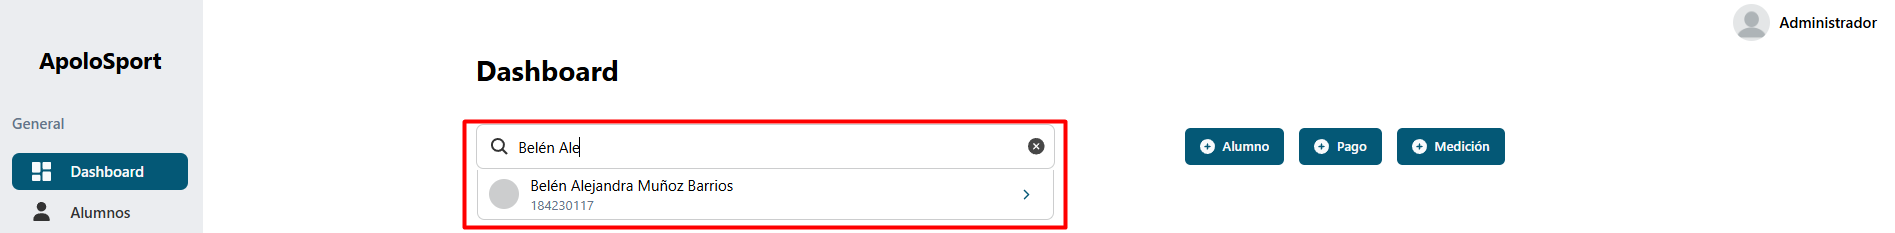 Administrador
ApoloSport
Dashboard
General
Belén Ale
Alumno
Pago
Medición
Dashboard
Belén Alejandra Muñoz Barrios
184230117
Alumnos